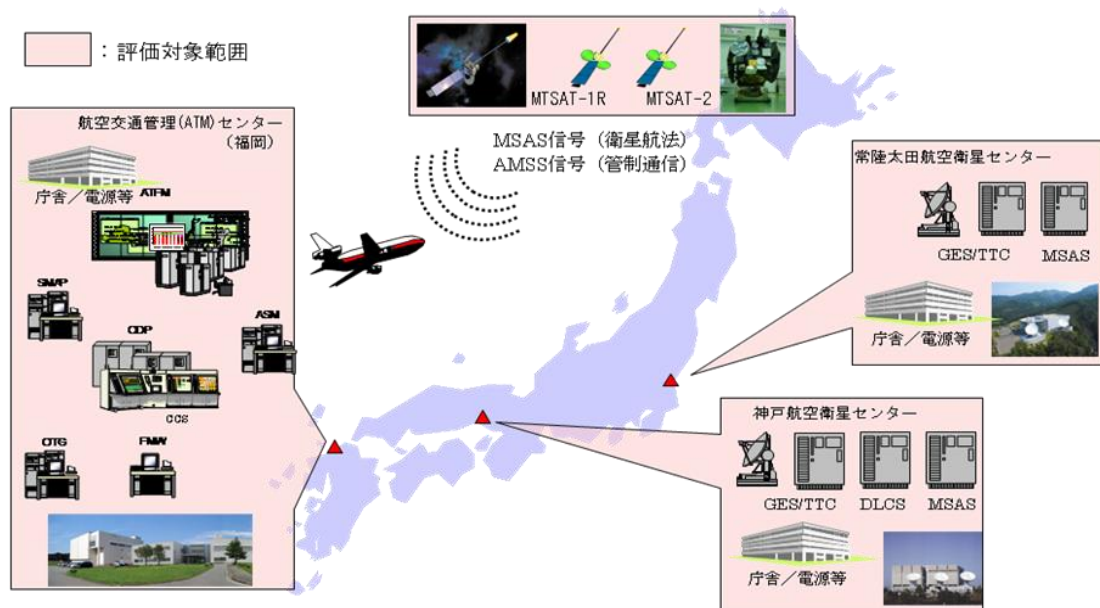 ：評価対象範囲
MTSAT-1R
MTSAT-2
MSAS信号（衛星航法）
AMSS信号（管制通信）
航空交通管理(ATM)センター
（福岡）
庁舎／電源等
ATFM
SMAP
ODP
ASM
CCS
OTG
FMW
常陸太田航空衛星センター
GES/TTC
MSAS
庁舎／電源等
神戸航空衛星センター
GES/TTC
DLCS
MSAS
庁舎／電源等